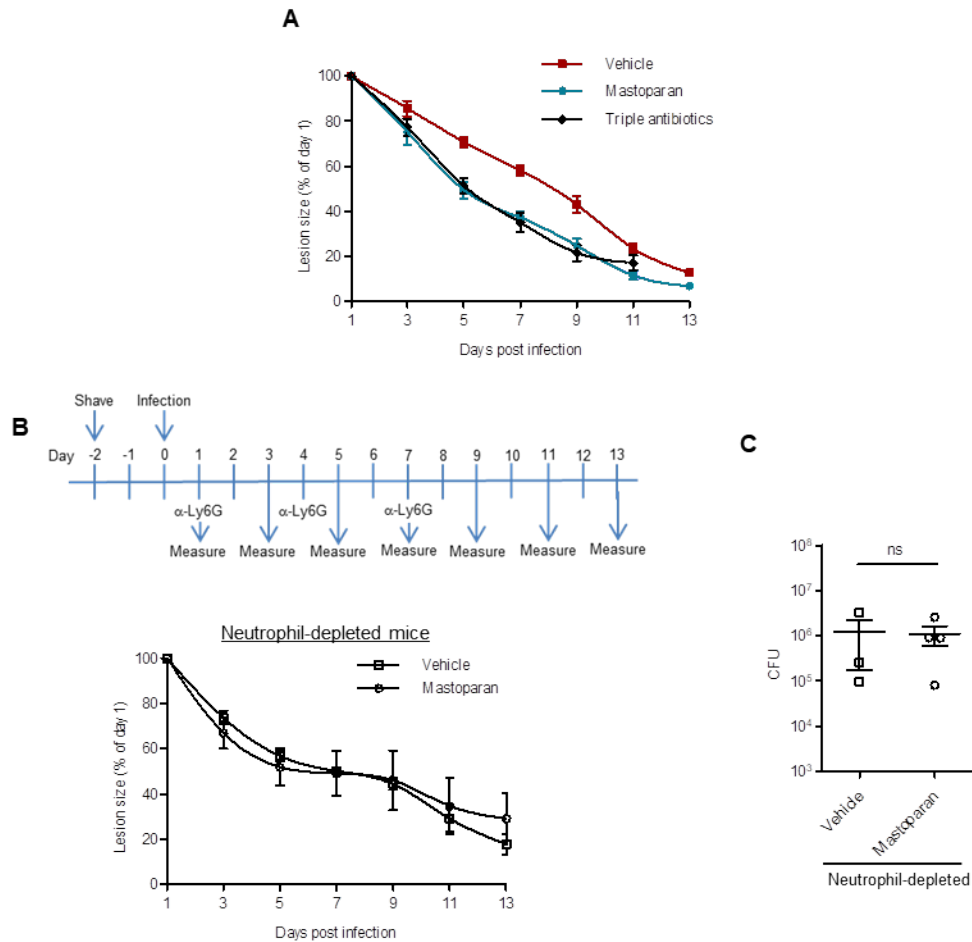 A
Vehicle
Mastoparan
Triple antibiotics
Lesion size (% of day 1)
100
80
60
40
20
0
1 3 5 7 9 11 13
Days post infection
B
Shave Infection
Day -2 -1 0 1 2 3 4 5 6 7 8 9 10 11 12 13
α-Ly6G α-Ly6G α-Ly6G
Measure Measure Measure Measure Measure Measure Measure
Neutrophil-depleted mice
Vehicle
Mastoparan
Lesion size (% of day 1)
100
80
60
40
20
0
1 3 5 7 9 11 13
Days post infection
C
ns
CFU
10⁸
10⁷
10⁶
10⁵
10⁴
10³
Vehicle
Mastoparan
Neutrophil-depleted